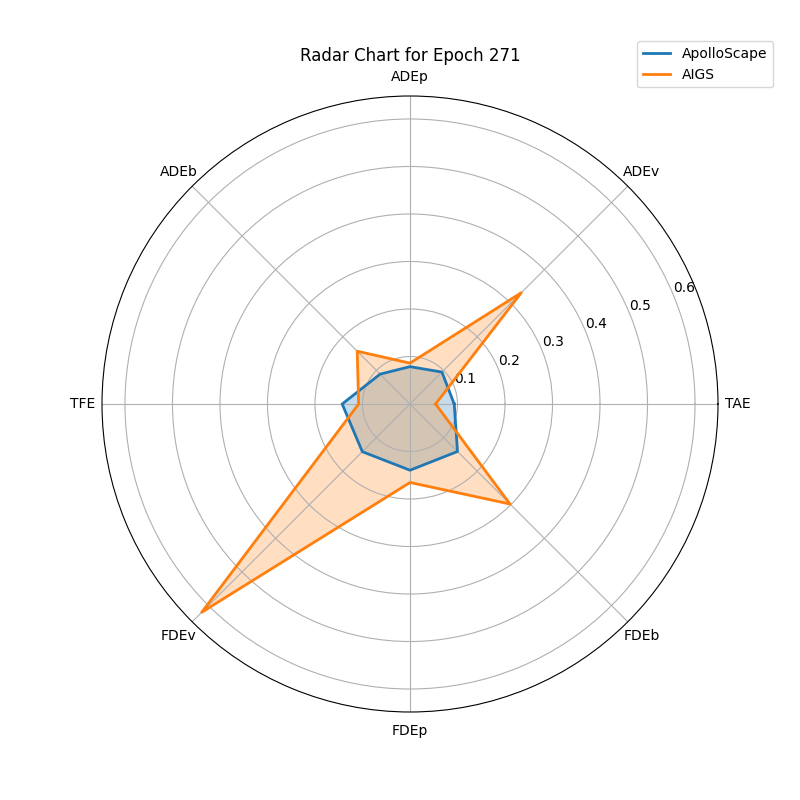 Radar Chart for Epoch 271
ApolloScape
AIGS
ADEp
ADEb
ADEv
0.6
0.5
0.4
0.3
0.2
0.1
TFE
TAE
FDEv
FDEb
FDEp